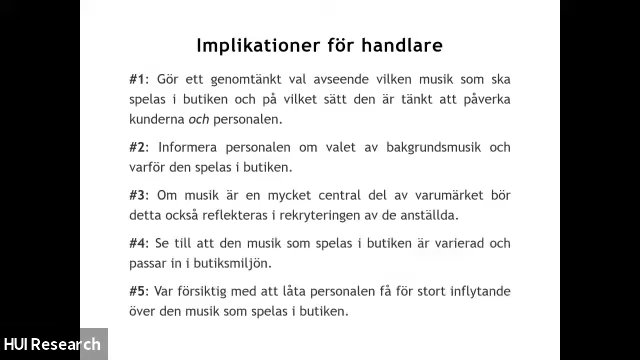 Implikationer för handlare
#1: Gör ett genomtänkt val avseende vilken musik som ska
spelas i butiken och på vilket sätt den är tänkt att påverka
kunderna och personalen.
#2: Informera personalen om valet av bakgrundsmusik och
varför den spelas i butiken.
#3: Om musik är en mycket central del av varumärket bör
detta också reflekteras i rekryteringen av de anställda.
#4: Se till att den musik som spelas i butiken är varierad och
passar in i butiksmiljön.
#5: Var försiktig med att låta personalen få för stort inflytande
över den musik som spelas i butiken.
HUI Research